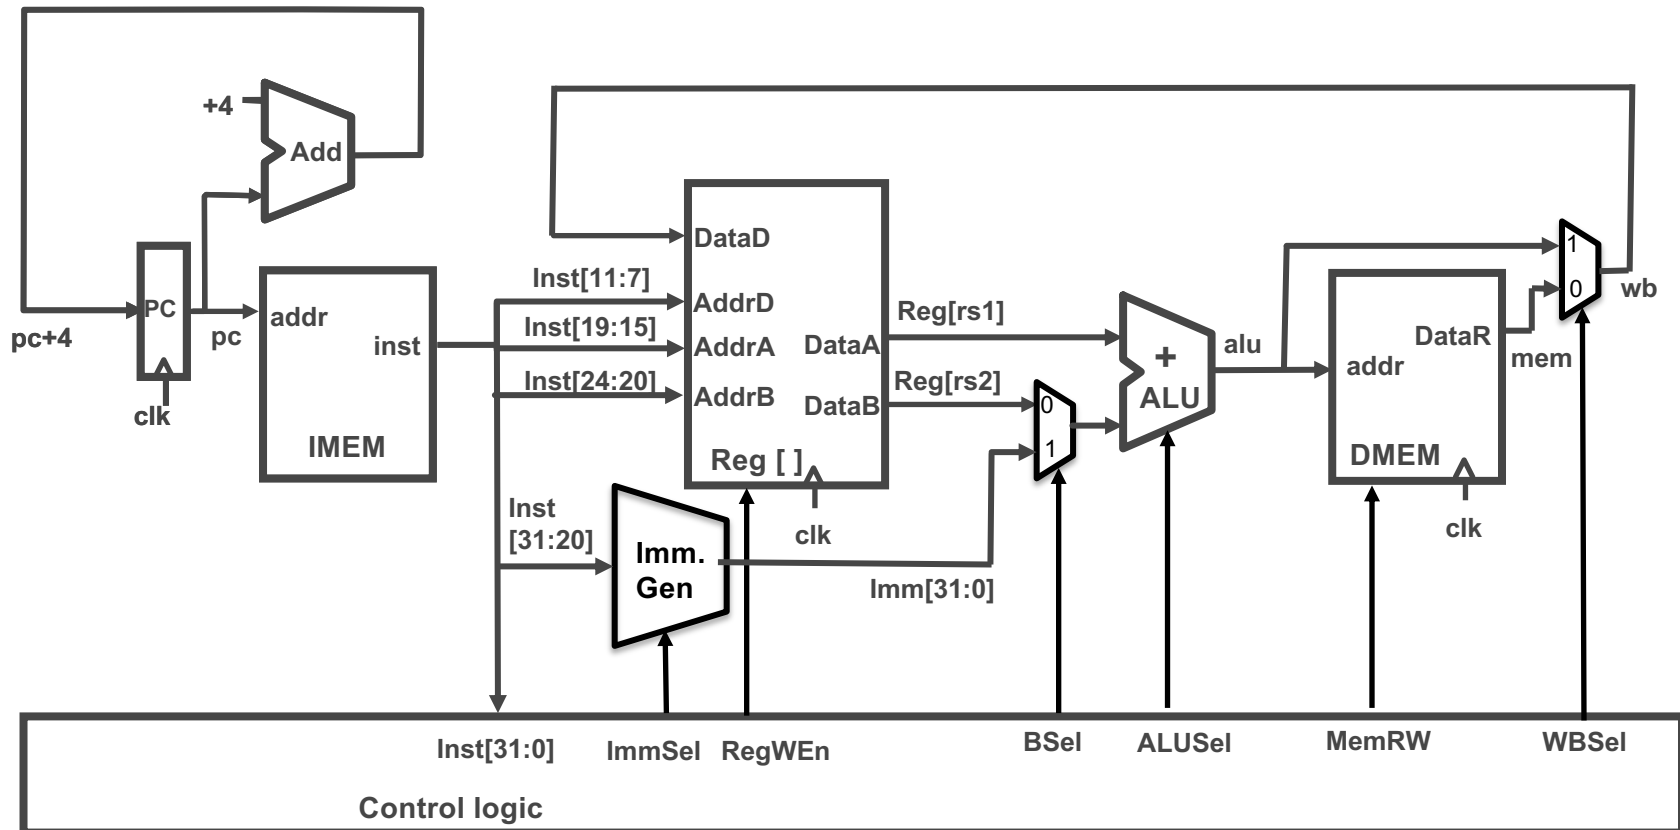 +4
Add
pc+4
PC
clk
pc
addr
inst
IMEM
Inst[11:7]
Inst[19:15]
Inst[24:20]
Inst
[31:20]
DataD
AddrD
AddrA
AddrB
DataA
DataB
Reg [ ]
clk
Imm.
Gen
Imm[31:0]
Reg[rs1]
Reg[rs2]
0
1
+
ALU
alu
addr
DataR
DMEM
clk
mem
1
0
wb
Inst[31:0]
ImmSel
RegWEn
BSel
ALUSel
MemRW
WBSel
Control logic